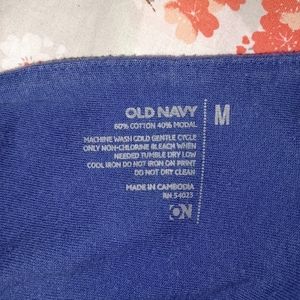 OLD NAVY
M
60% COTTON 40% MODAL
MACHINE WASH COLD GENTLE CYCLE
ONLY NON-CHLORINE BLEACH WHEN
NEEDED TUMBLE DRY LOW
COOL IRON DO NOT IRON ON PRINT
DO NOT DRY CLEAN
MADE IN CAMBODIA
RN 54023
ON